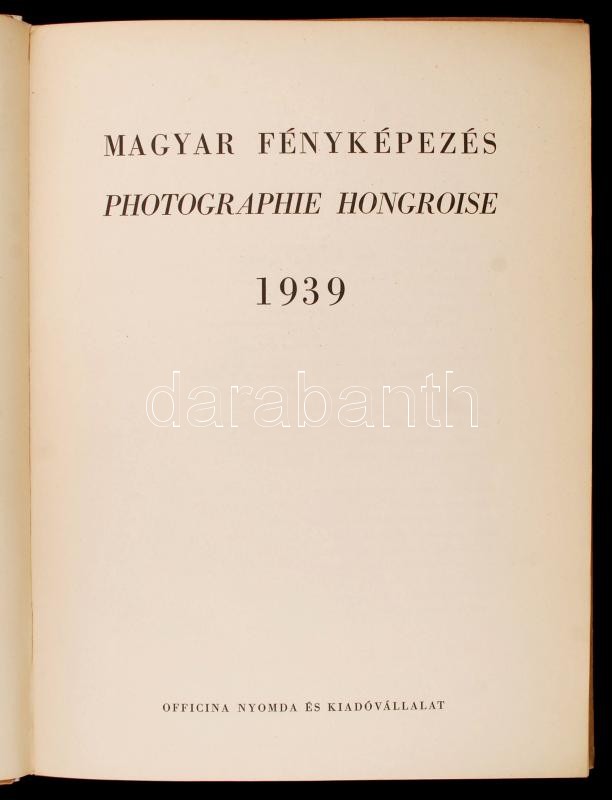 MAGYAR FÉNYKÉPEZÉS
PHOTOGRAPHIE HONGROISE
1939
darabanth
OFFICINA NYOMDA ÉS KIADÓVÁLLALAT